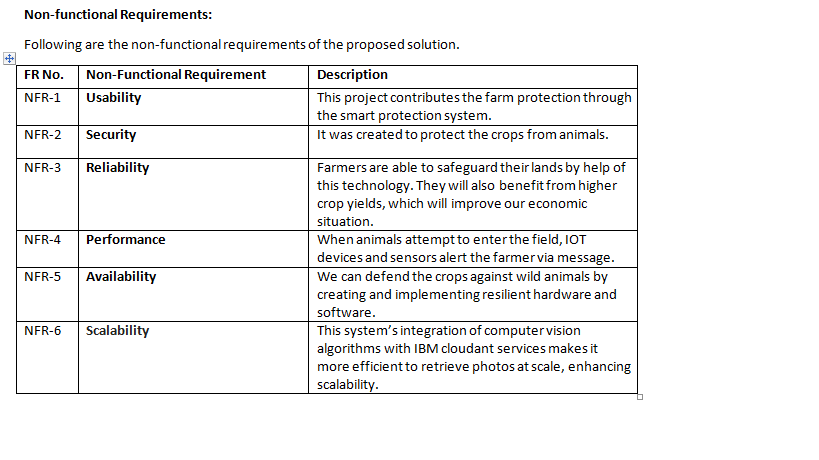 Non-functional Requirements:
Following are the non-functional requirements of the proposed solution.
FR No. Non-Functional Requirement Description
NFR-1 Usability This project contributes the farm protection through
the smart protection system.
NFR-2 Security It was created to protect the crops from animals.
NFR-3 Reliability Farmers are able to safeguard their lands by help of
this technology. They will also benefit from higher
crop yields, which will improve our economic
situation.
NFR-4 Performance When animals attempt to enter the field, IOT
devices and sensors alert the farmer via message.
NFR-5 Availability We can defend the crops against wild animals by
creating and implementing resilient hardware and
software.
NFR-6 Scalability This system's integration of computer vision
algorithms with IBM cloudant services makes it
more efficient to retrieve photos at scale, enhancing
scalability.